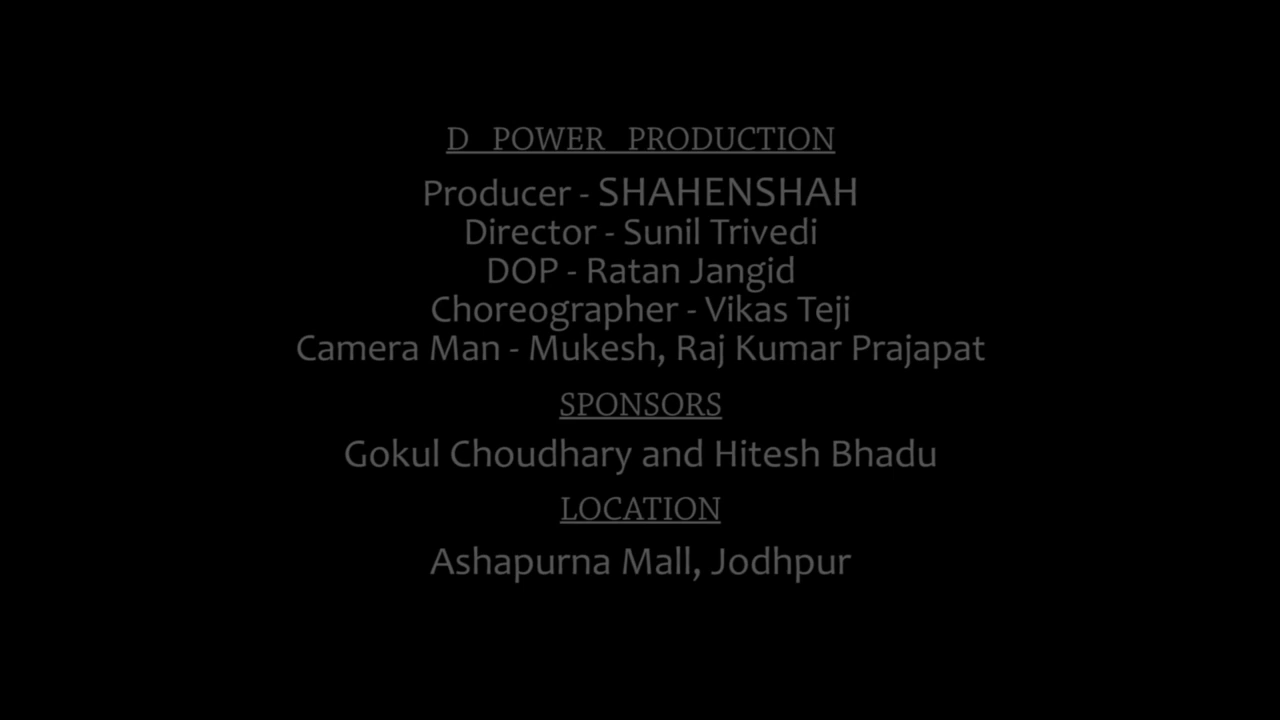 D POWER PRODUCTION
Producer - SHAHENSHAH
Director - Sunil Trivedi
DOP - Ratan Jangid
Choreographer - Vikas Teji
Camera Man - Mukesh, Raj Kumar Prajapat
SPONSORS
Gokul Choudhary and Hitesh Bhadu
LOCATION
Ashapurna Mall, Jodhpur